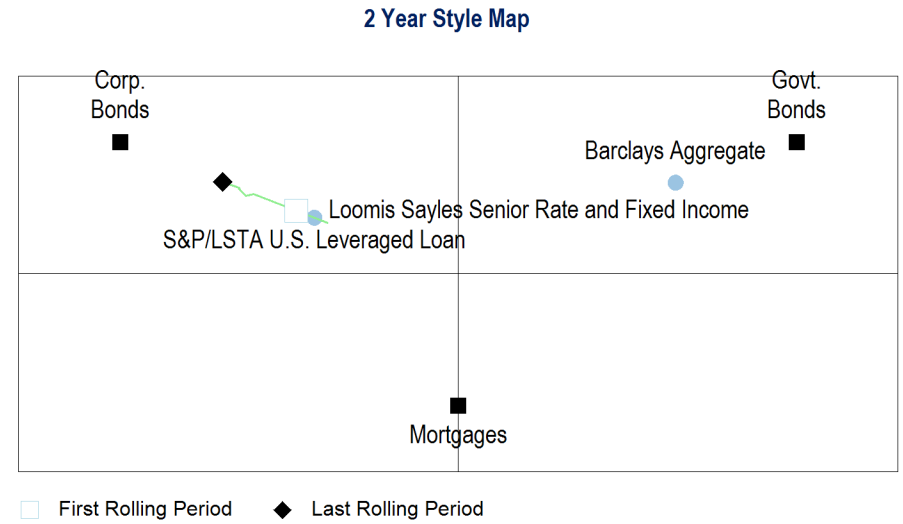 2 Year Style Map
Corp.
Bonds
Govt.
Bonds
Barclays Aggregate
Loomis Sayles Senior Rate and Fixed Income
S&P/LSTA U.S. Leveraged Loan
Mortgages
First Rolling Period
Last Rolling Period